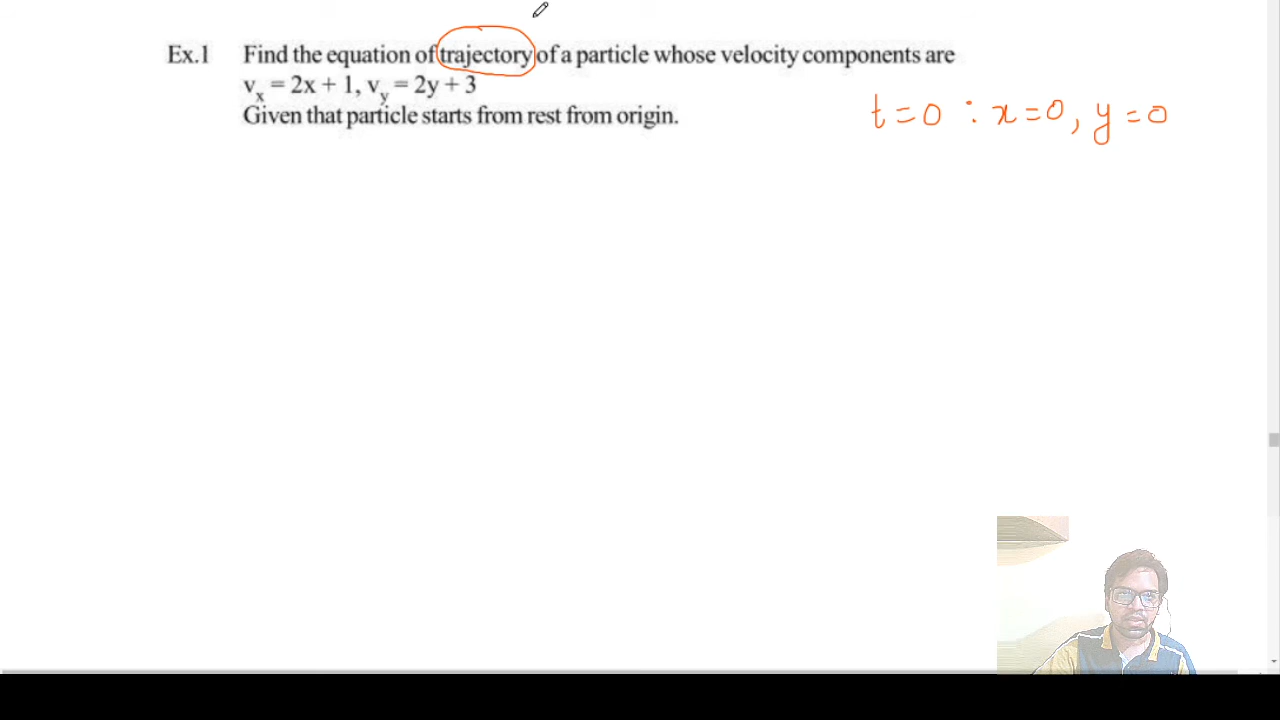 Ex.1 Find the equation of trajectory of a particle whose velocity components are
vₓ = 2x + 1, v_y = 2y + 3
Given that particle starts from rest from origin.
t=0 : x=0, y=0